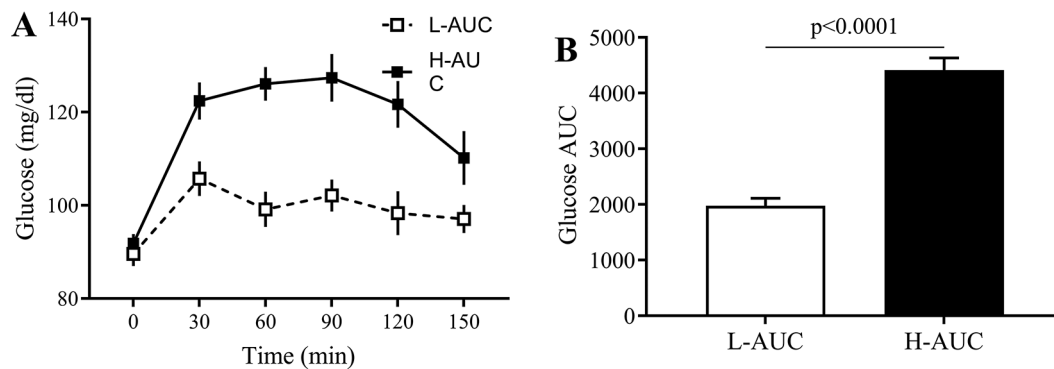 A
140
120
100
80
Glucose (mg/dl)
0 30 60 90 120 150
Time (min)
L-AUC
H-AU
C
B
p<0.0001
5000
4000
3000
2000
1000
0
Glucose AUC
L-AUC H-AUC